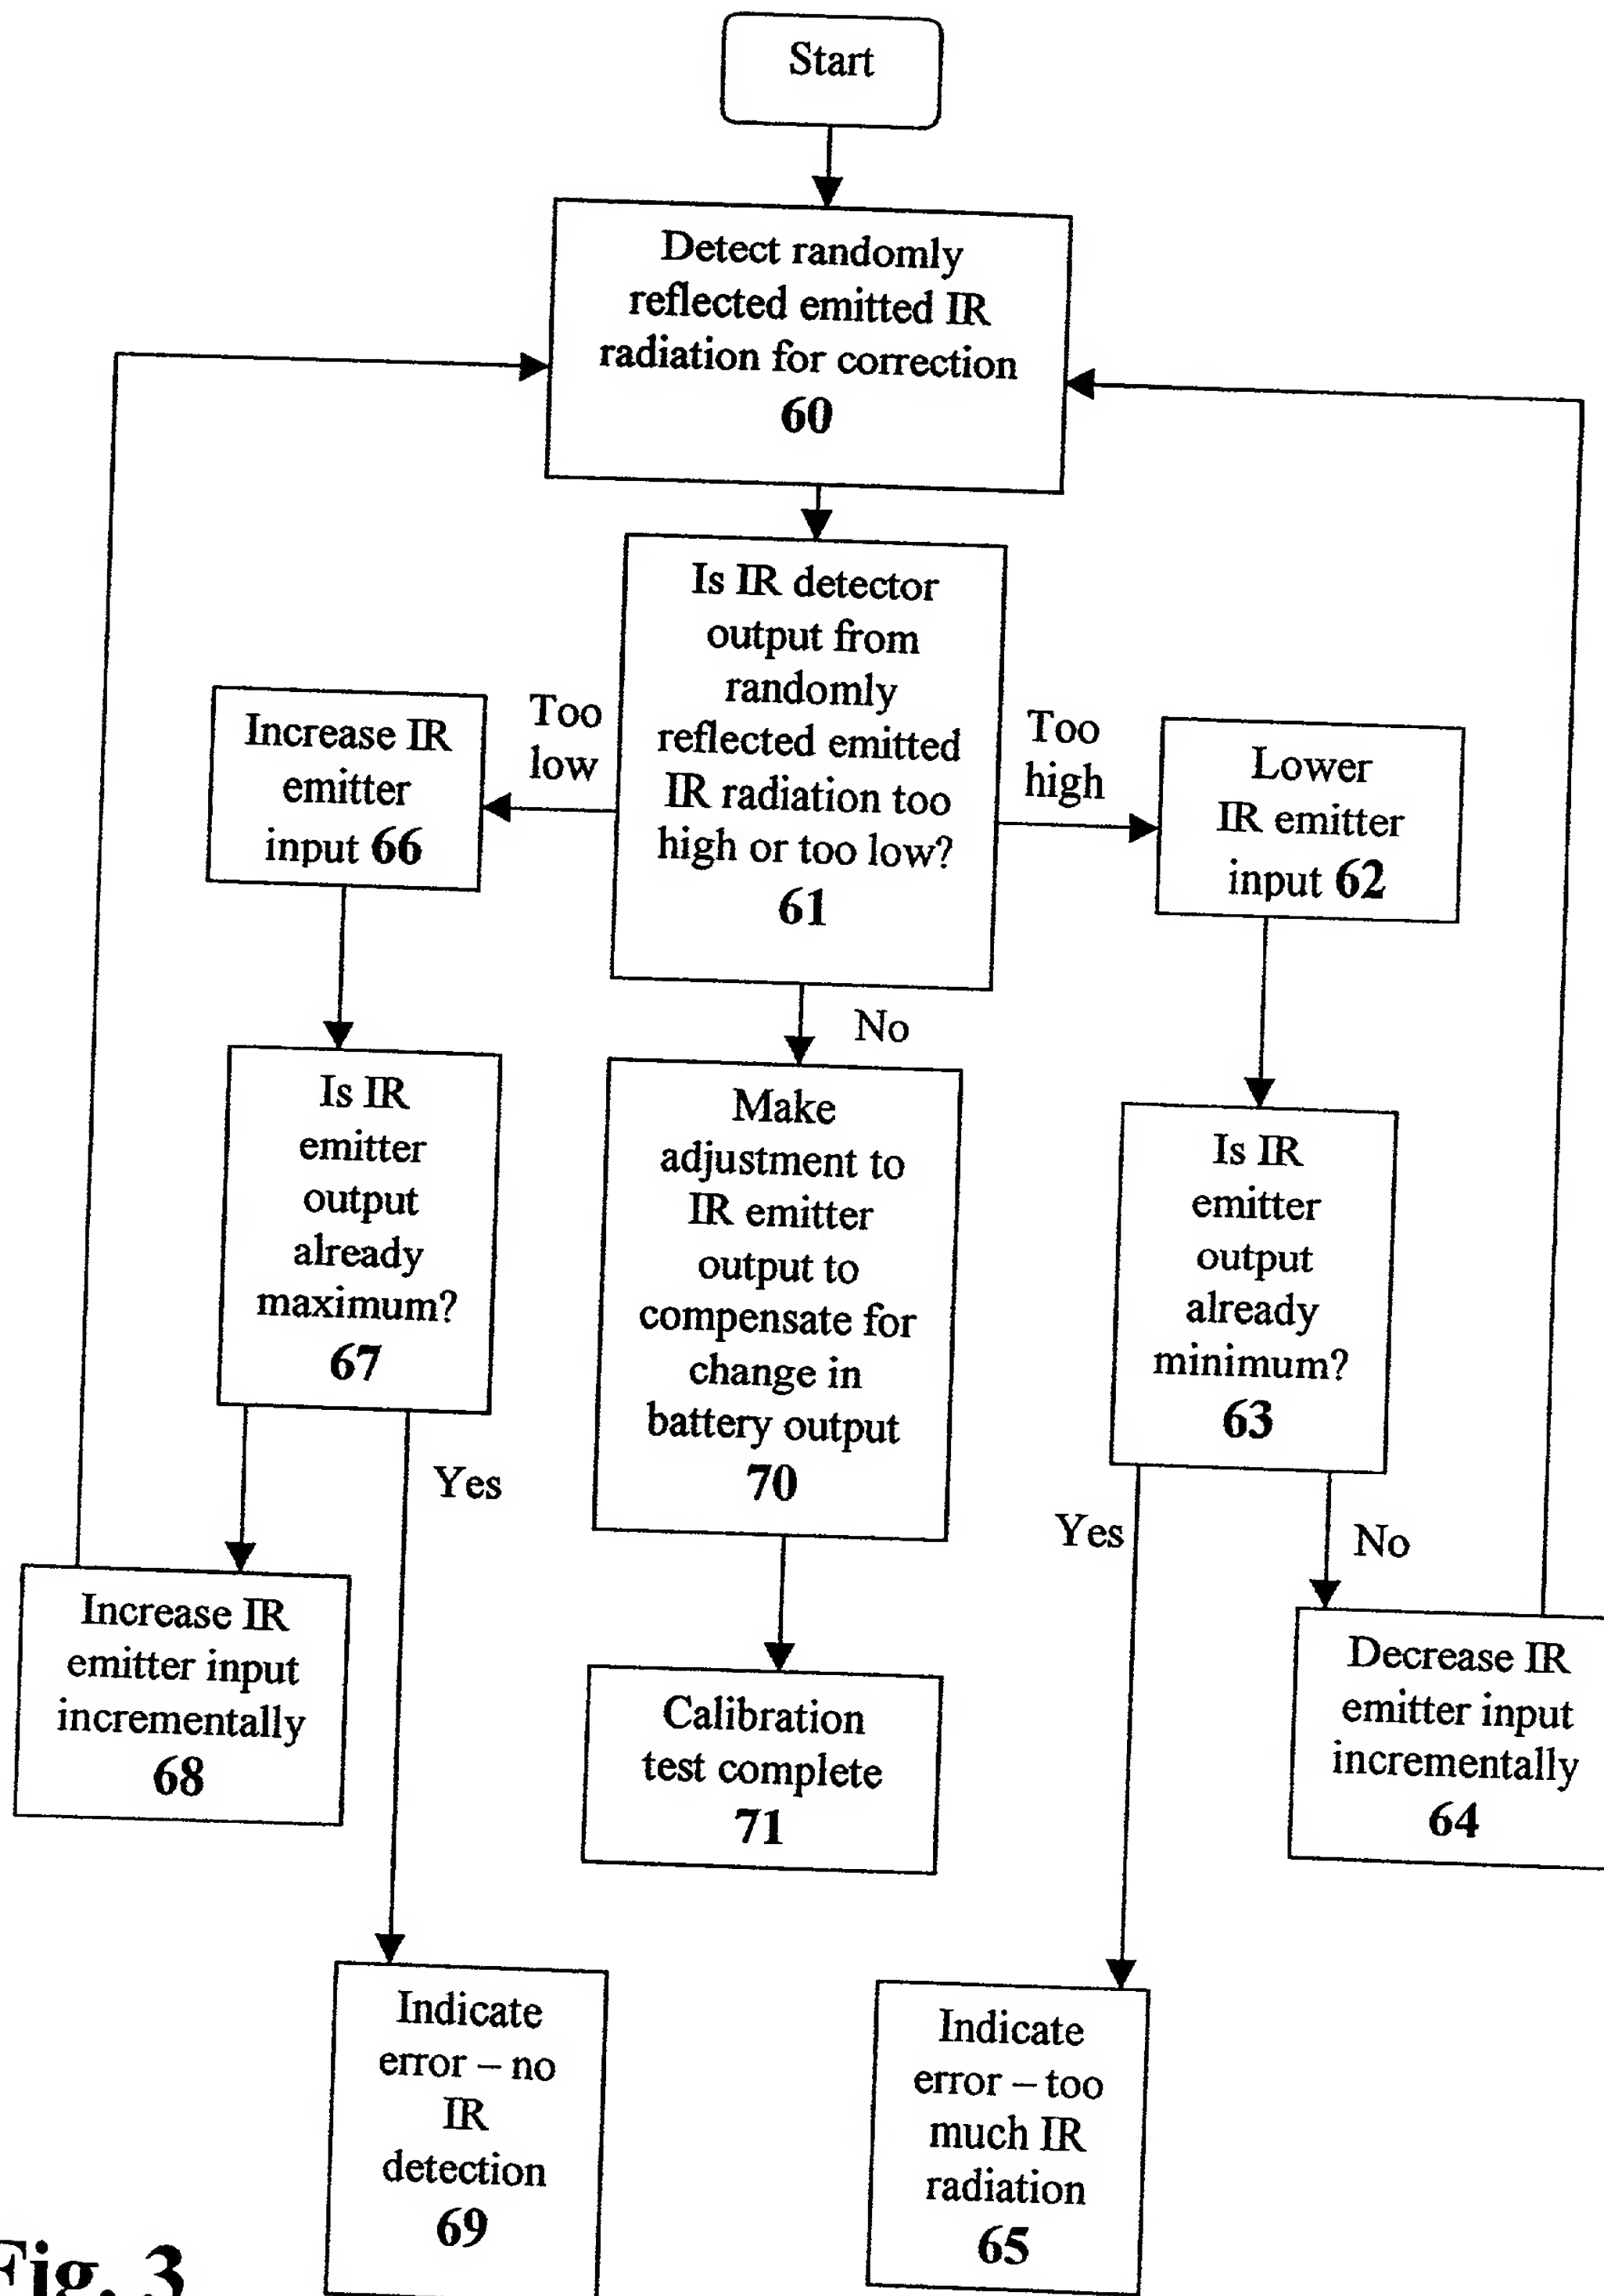 Start
Detect randomly
reflected emitted IR
radiation for correction
60
Is IR detector
output from
randomly
reflected emitted
IR radiation too
high or too low?
61
Too
low
Too
high
Increase IR
emitter
input 66
Lower
IR emitter
input 62
No
Is IR
emitter
output
already
maximum?
67
Make
adjustment to
IR emitter
output to
compensate for
change in
battery output
70
Is IR
emitter
output
already
minimum?
63
Yes
Yes
No
Increase IR
emitter input
incrementally
68
Calibration
test complete
71
Decrease IR
emitter input
incrementally
64
Indicate
error – no
IR
detection
69
Indicate
error – too
much IR
radiation
65
Fig. 3